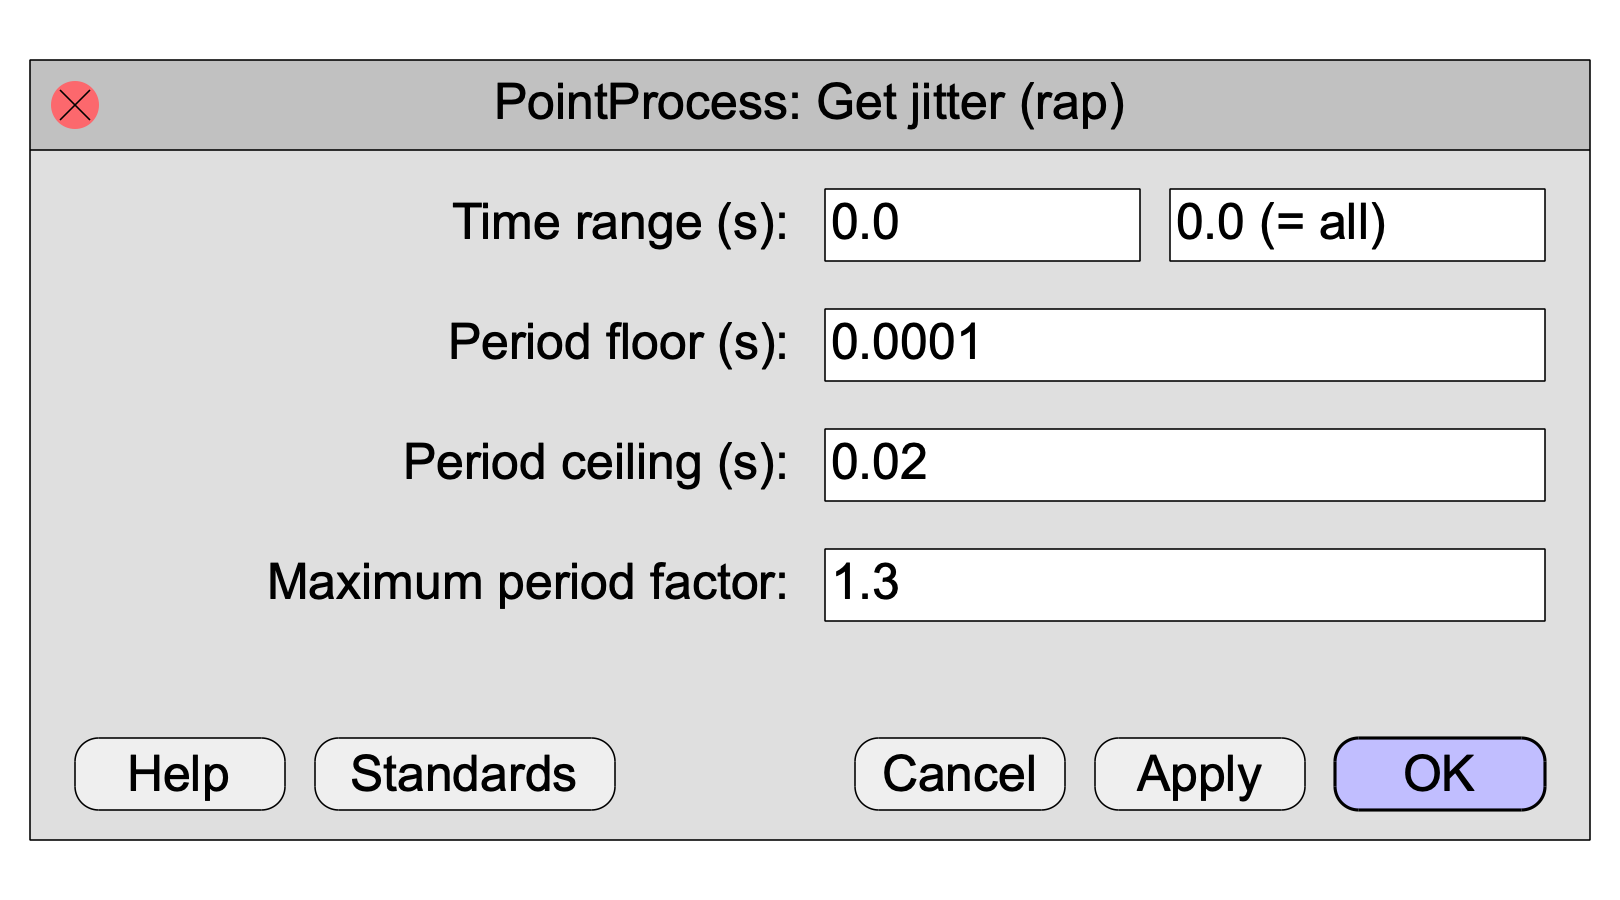 PointProcess: Get jitter (rap)
Time range (s): 0.0 0.0 (= all)
Period floor (s): 0.0001
Period ceiling (s): 0.02
Maximum period factor: 1.3
Help Standards Cancel Apply OK